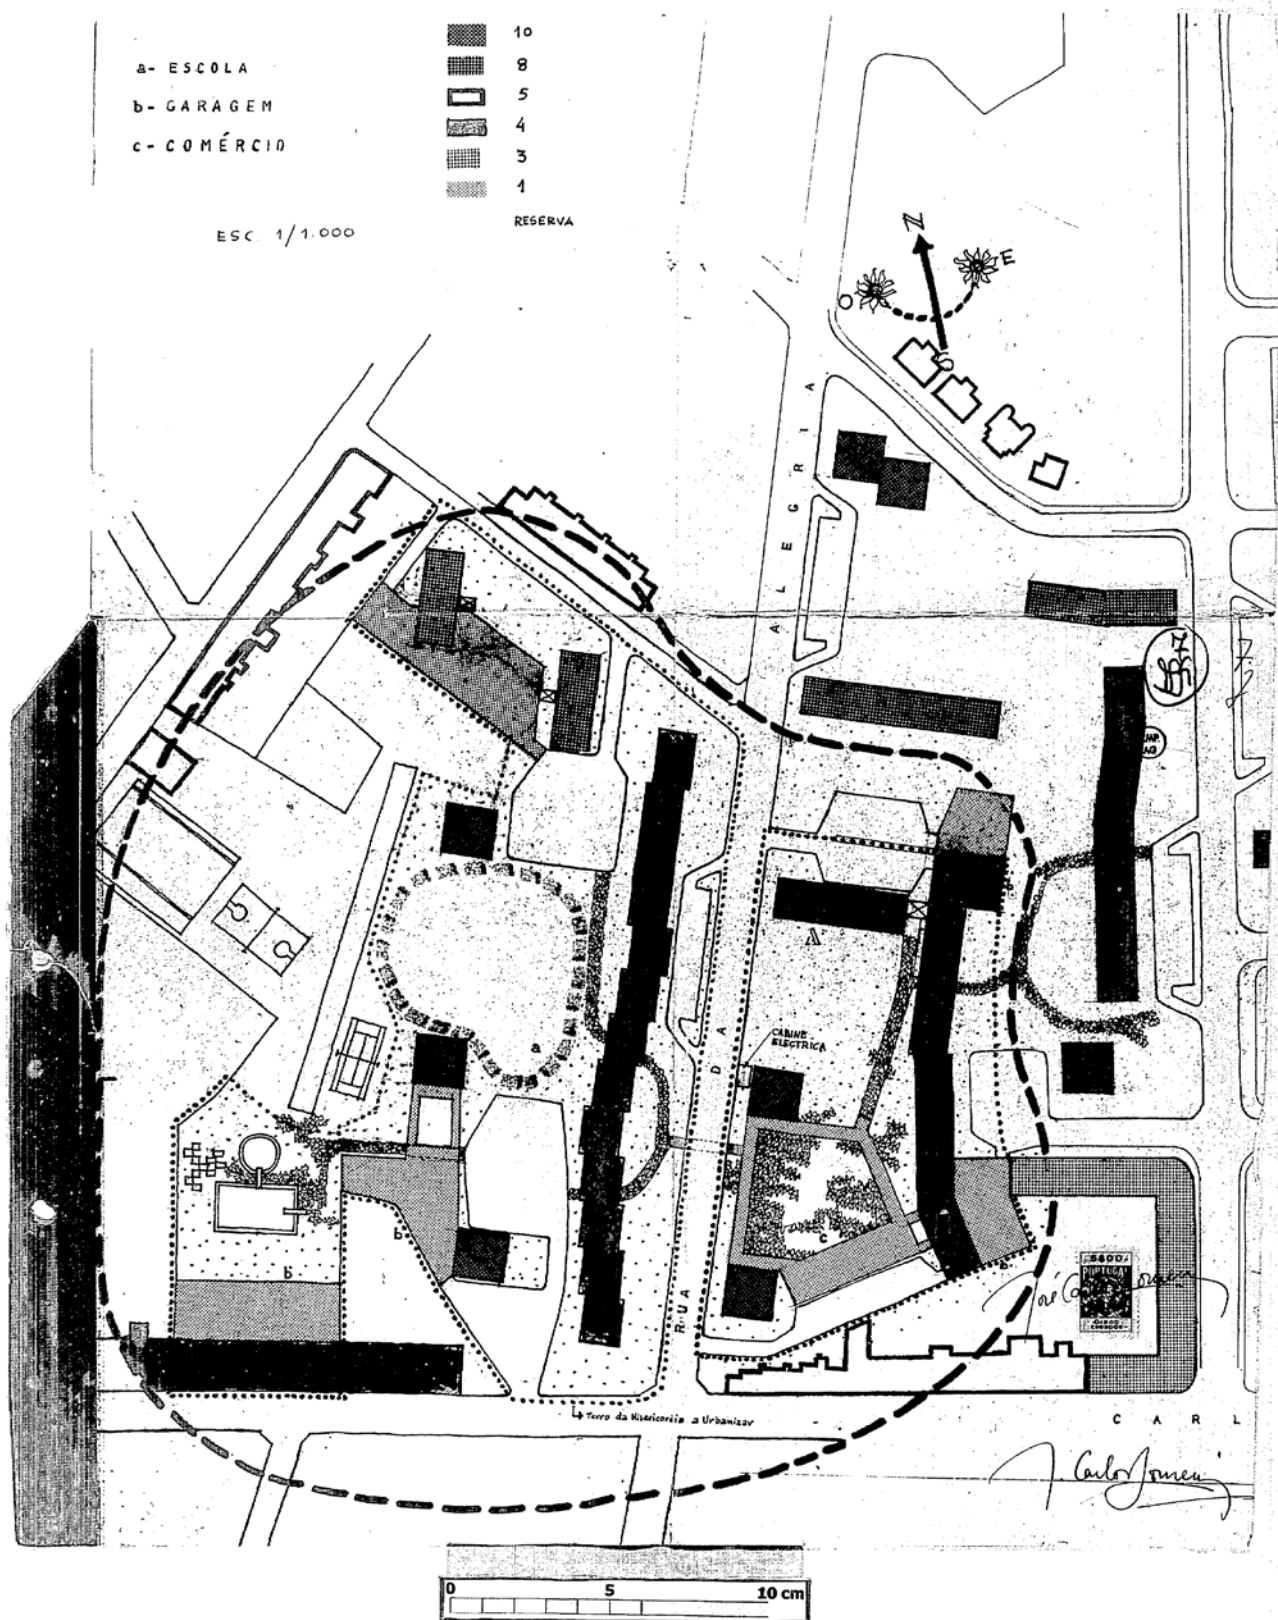 a- ESCOLA
b- GARAGEM
c- COMÉRCIO
10
8
5
4
3
1
RESERVA
ESC. 1/1.000
N
E
S
O
RUA DA ALEGRIA
A
a
CABINE
ELECTRICA
c
b
b
b
Terro da Misericórdia a Urbanizar
PORTUGAL
CARL
0 5 10 cm